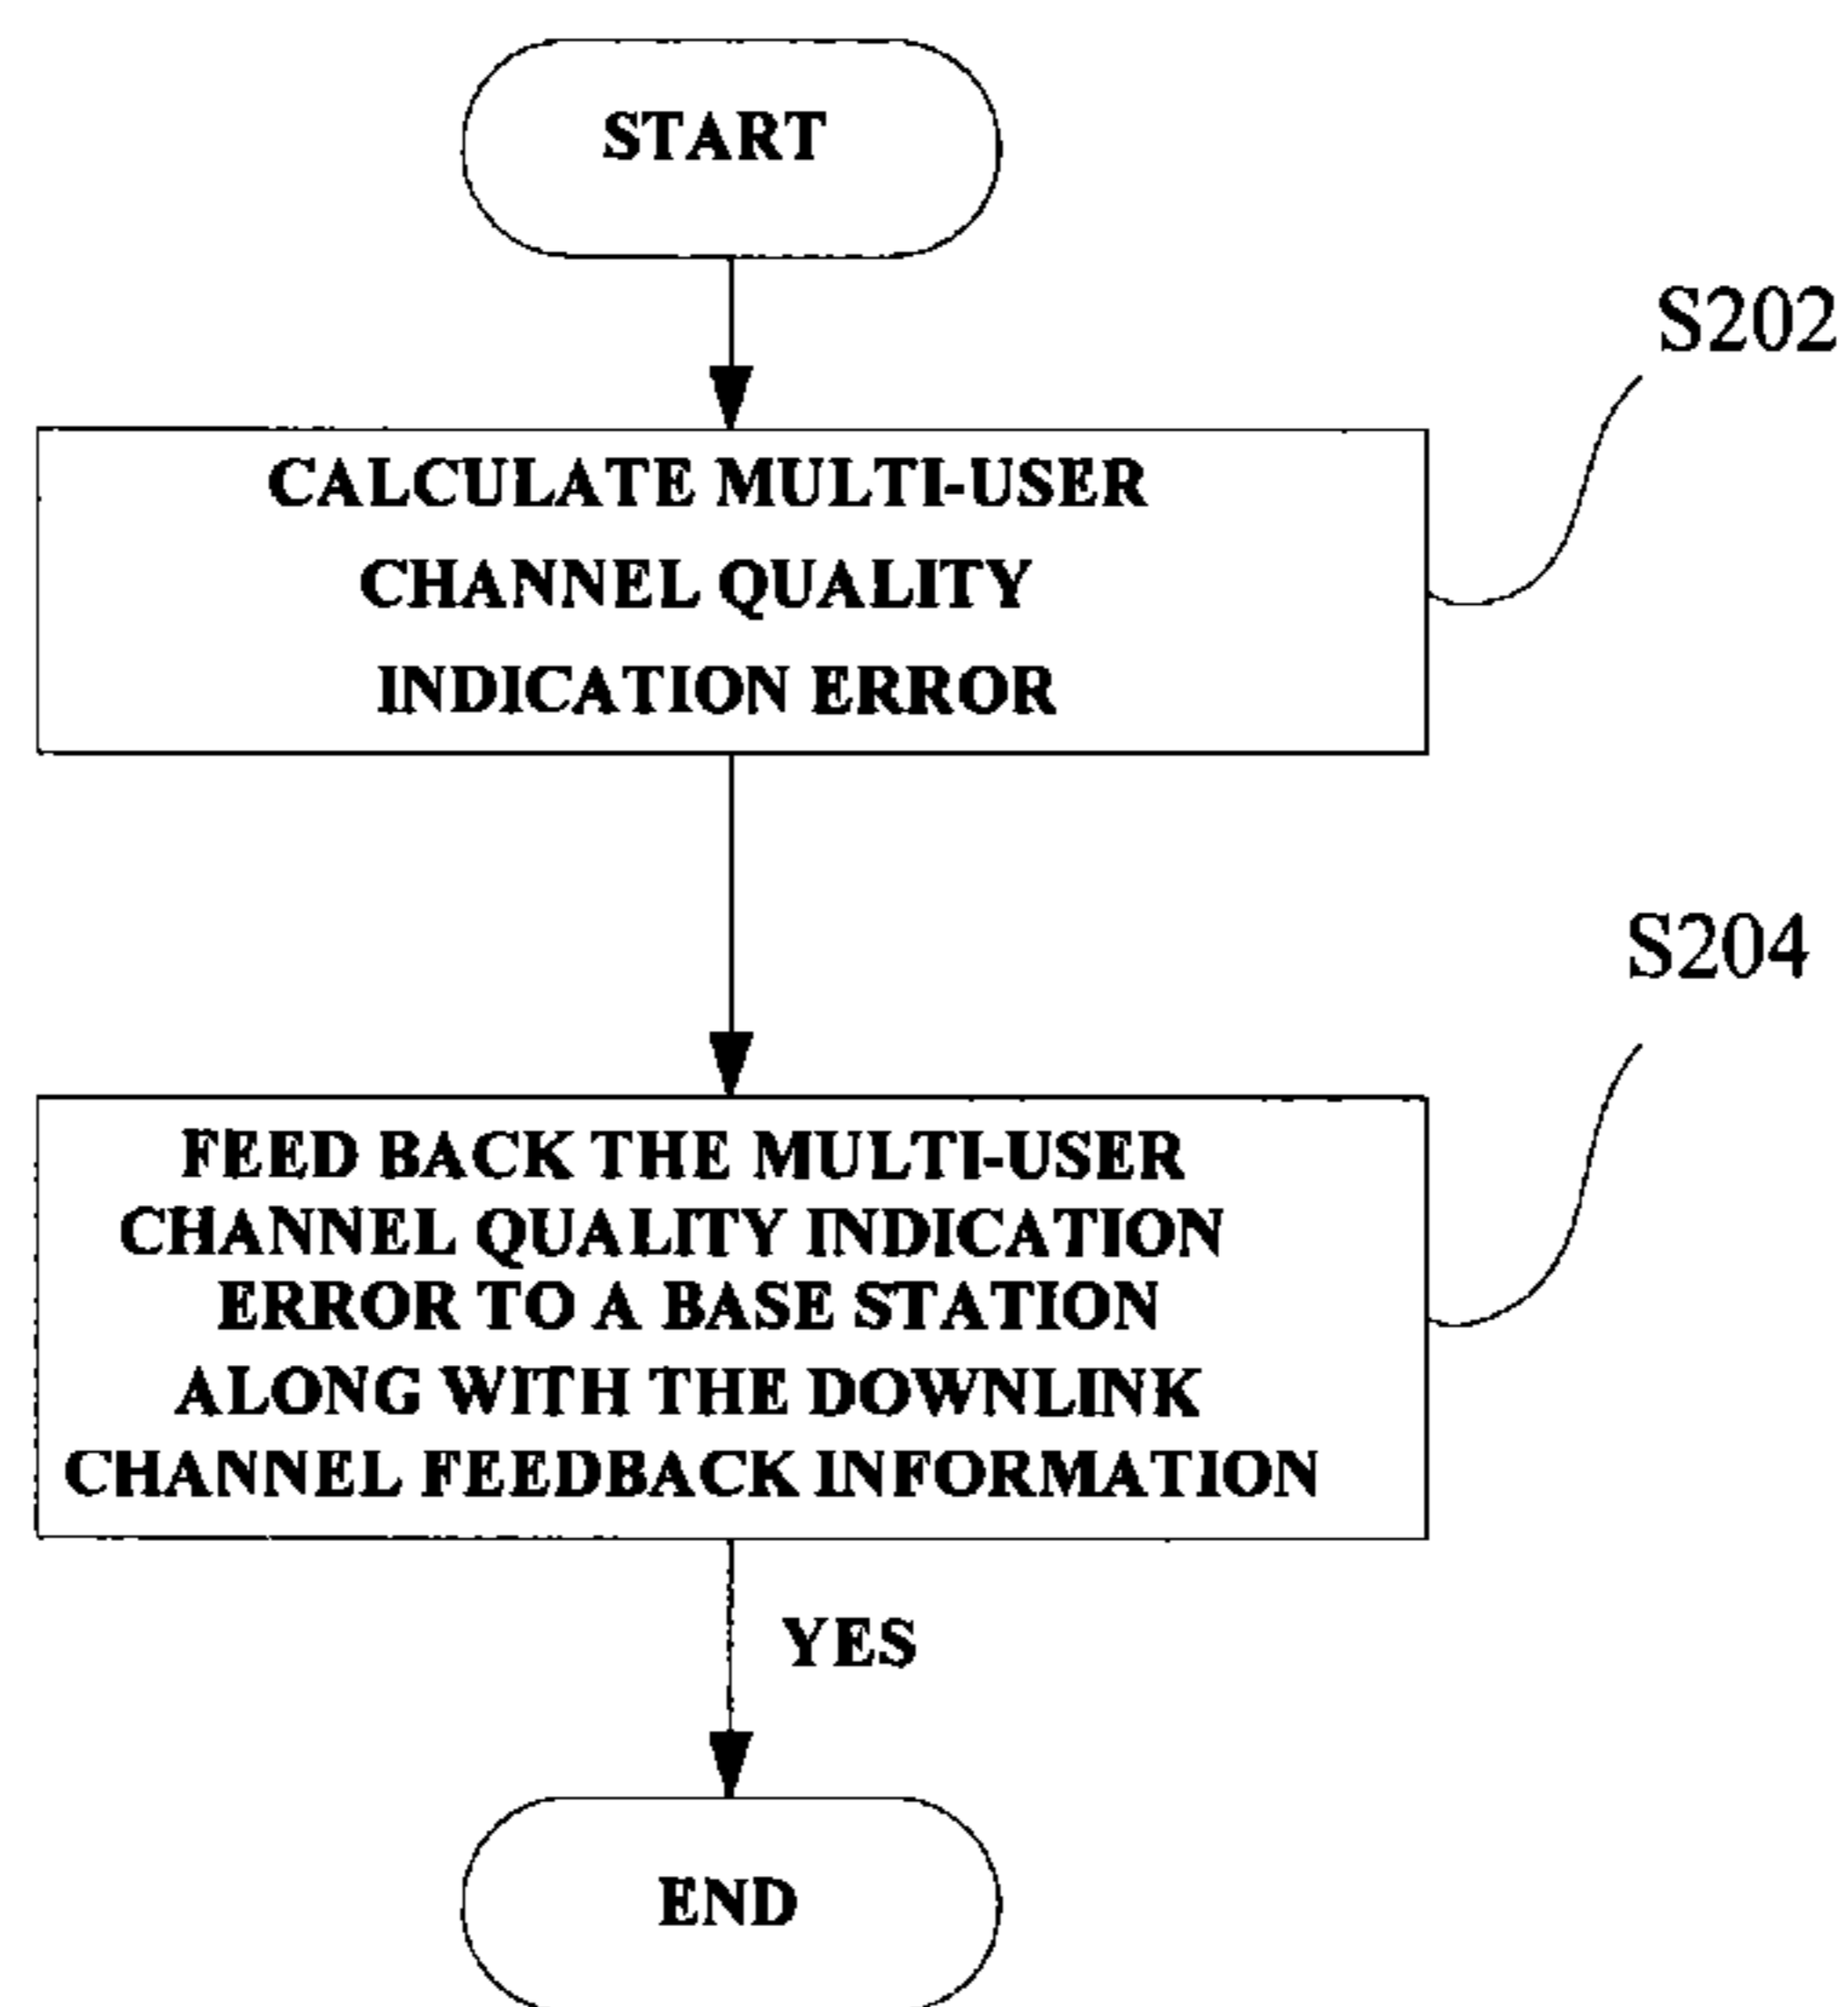 START
S202
CALCULATE MULTI-USER
CHANNEL QUALITY
INDICATION ERROR
S204
FEED BACK THE MULTI-USER
CHANNEL QUALITY INDICATION
ERROR TO A BASE STATION
ALONG WITH THE DOWNLINK
CHANNEL FEEDBACK INFORMATION
YES
END